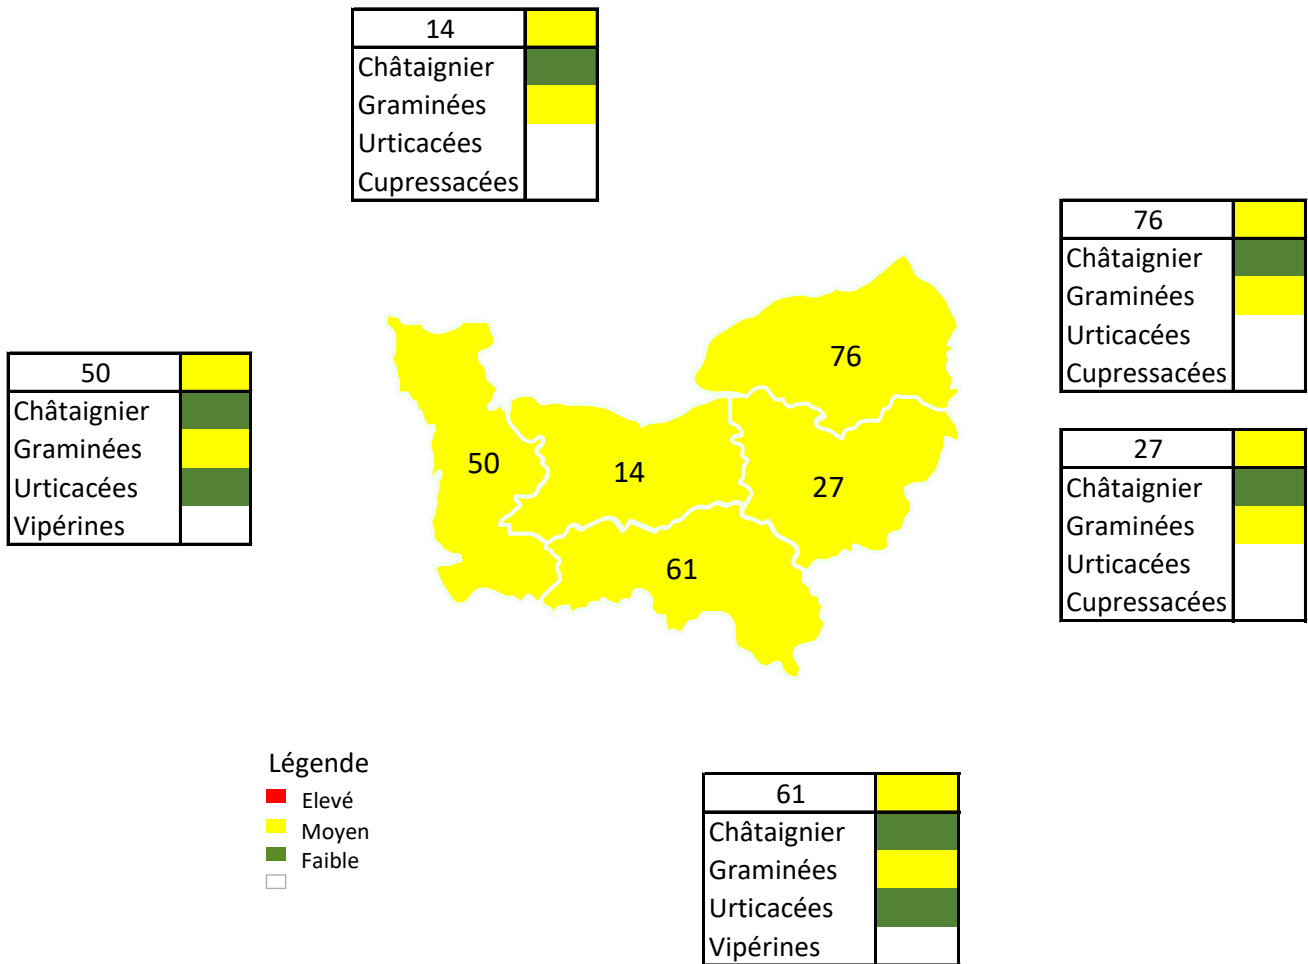 14
Châtaignier
Graminées
Urticacées
Cupressacées
76
Châtaignier
Graminées
Urticacées
Cupressacées
50
Châtaignier
Graminées
Urticacées
Vipérines
27
Châtaignier
Graminées
Urticacées
Cupressacées
76
50
14
27
61
Légende
Elevé
Moyen
Faible
61
Châtaignier
Graminées
Urticacées
Vipérines